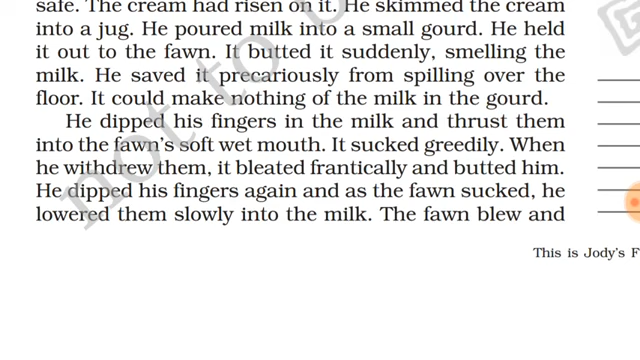 safe. The cream had risen on it. He skimmed the cream
into a jug. He poured milk into a small gourd. He held
it out to the fawn. It butted it suddenly, smelling the
milk. He saved it precariously from spilling over the
floor. It could make nothing of the milk in the gourd.
He dipped his fingers in the milk and thrust them
into the fawn's soft wet mouth. It sucked greedily. When
he withdrew them, it bleated frantically and butted him.
He dipped his fingers again and as the fawn sucked, he
lowered them slowly into the milk. The fawn blew and
This is Jody's F
not to